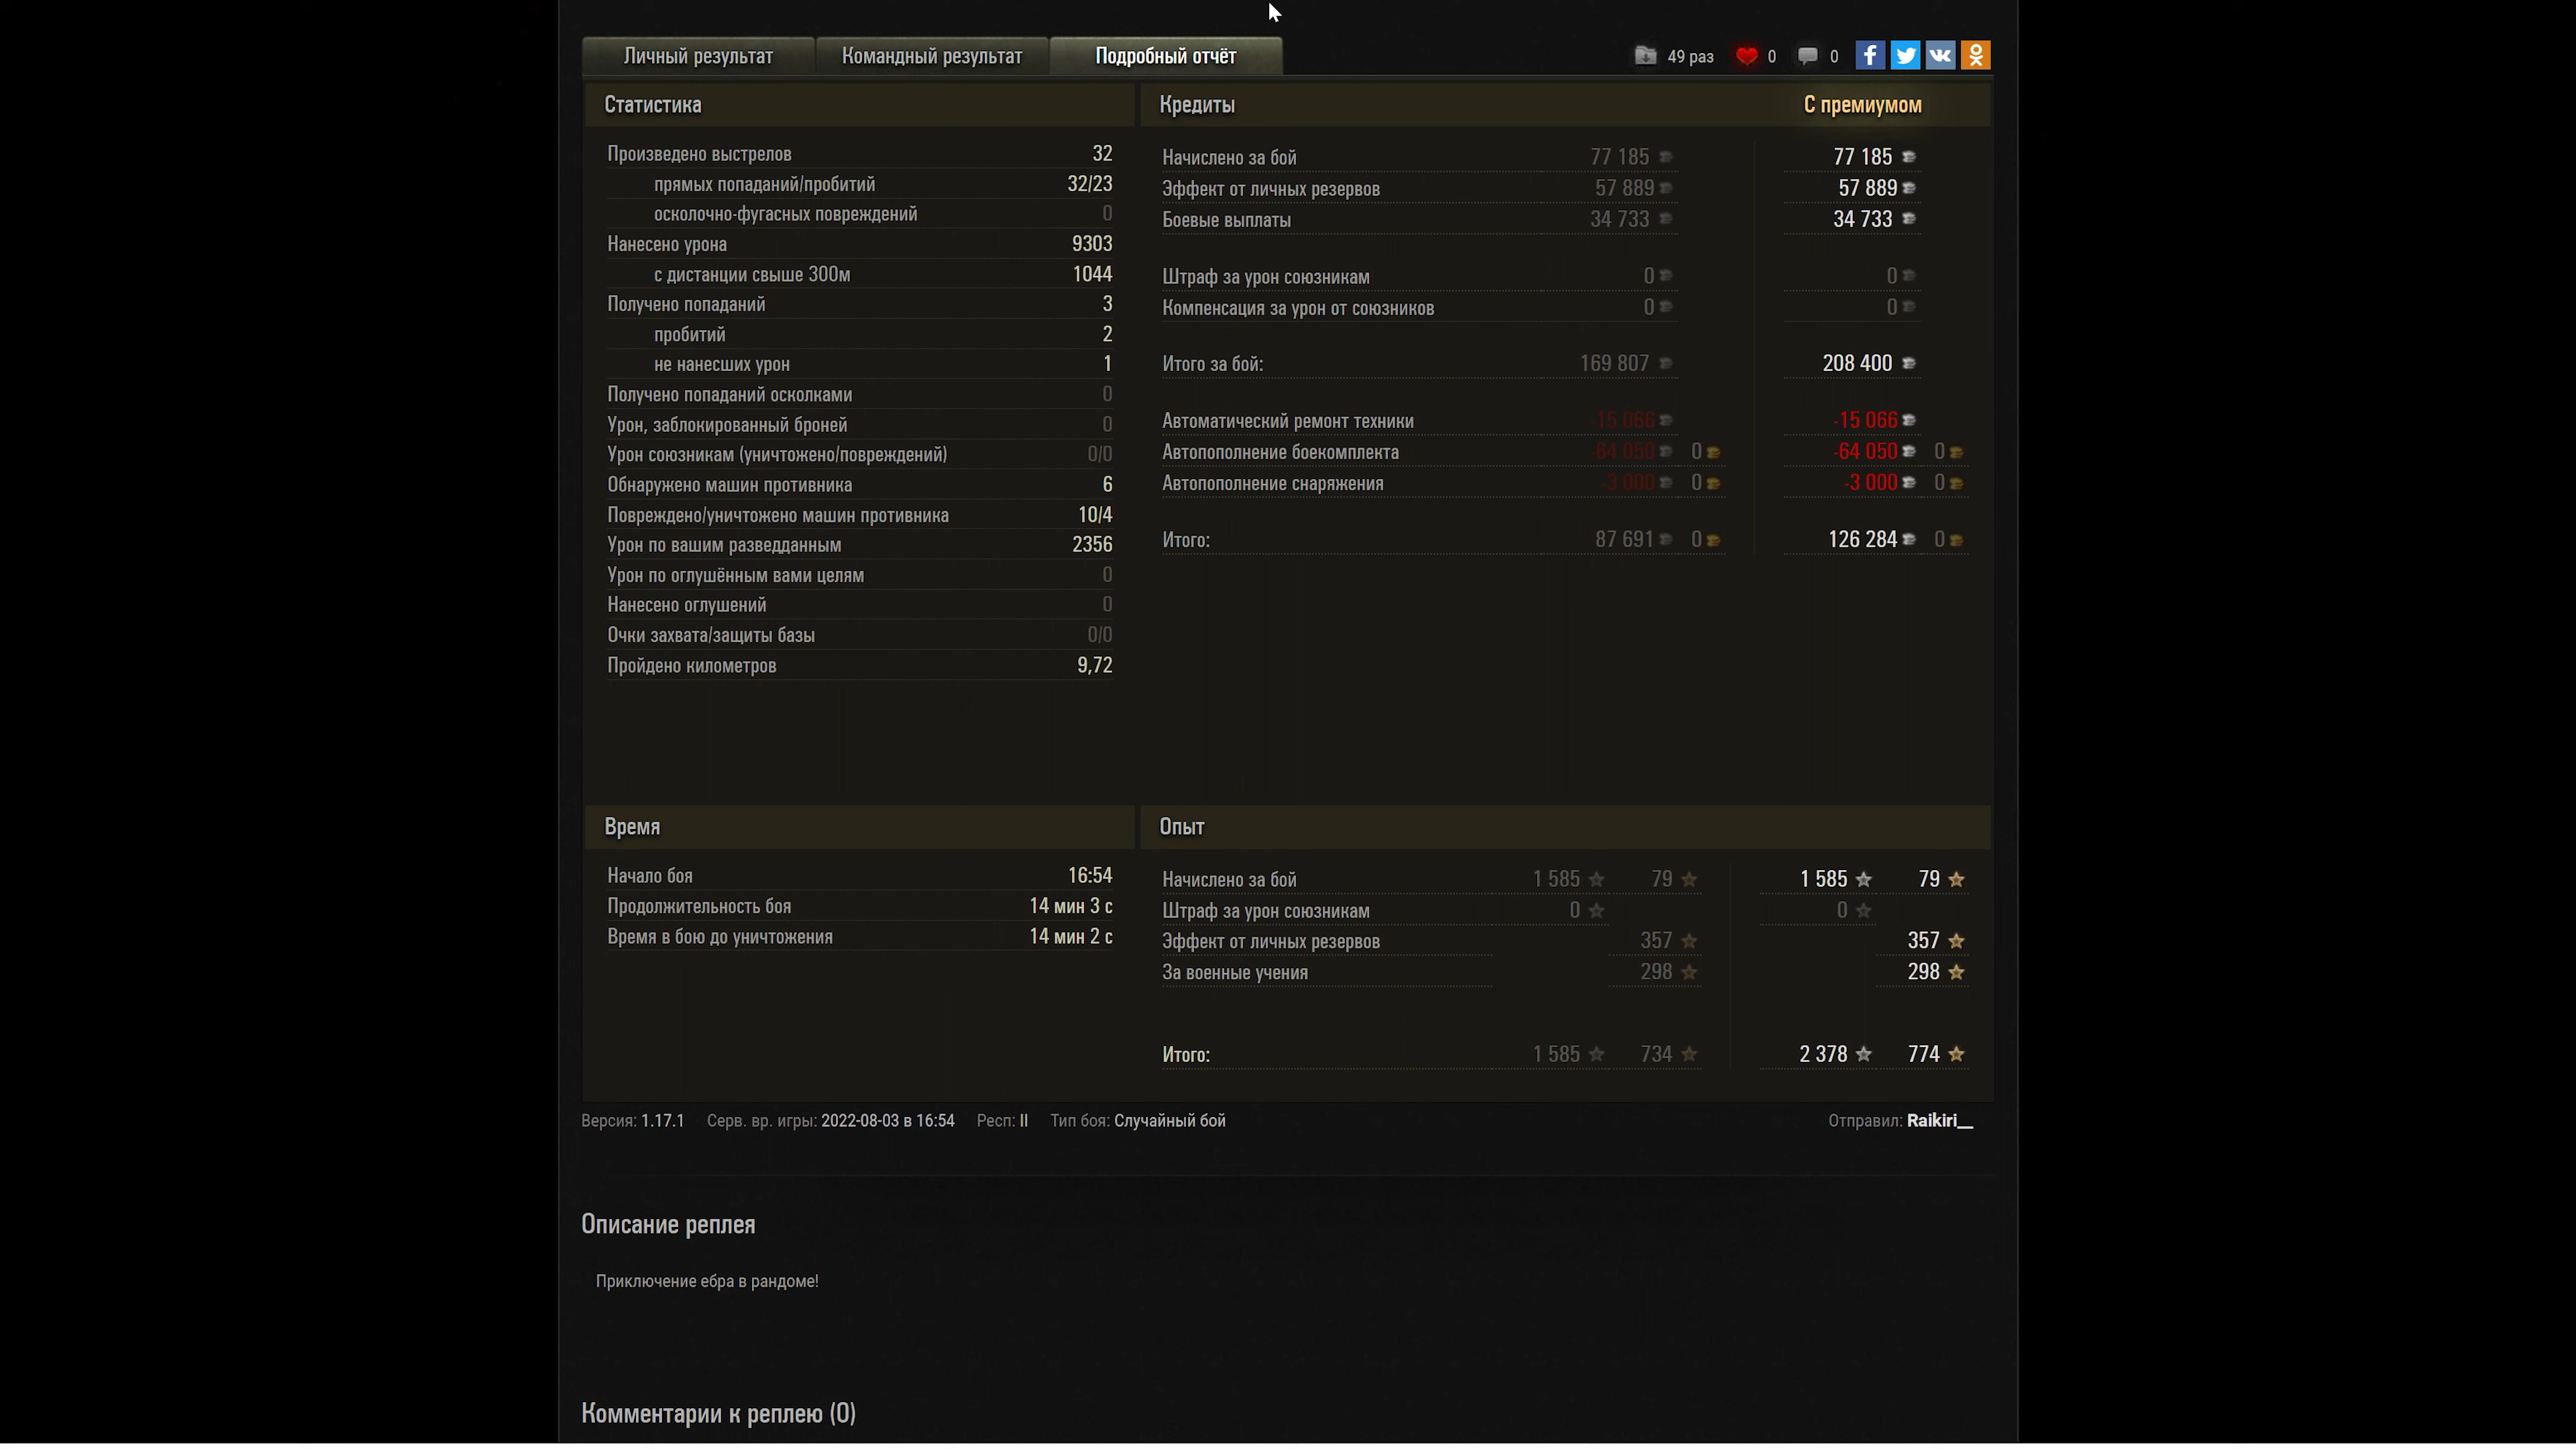 Личный результат Командный результат Подробный отчёт 49 раз 0 0
Статистика
Произведено выстрелов 32
прямых попаданий/пробитий 32/23
осколочно-фугасных повреждений 0
Нанесено урона 9303
с дистанции свыше 300м 1044
Получено попаданий 3
пробитий 2
не нанесших урон 1
Получено попаданий осколками 0
Урон, заблокированный броней 0
Урон союзникам (уничтожено/повреждений) 0/0
Обнаружено машин противника 6
Повреждено/уничтожено машин противника 10/4
Урон по вашим разведданным 2356
Урон по оглушённым вами целям 0
Нанесено оглушений 0
Очки захвата/защиты базы 0/0
Пройдено километров 9,72
Кредиты С премиумом
Начислено за бой 77 185 77 185
Эффект от личных резервов 57 889 57 889
Боевые выплаты 34 733 34 733
Штраф за урон союзникам 0 0
Компенсация за урон от союзников 0 0
Итого за бой: 169 807 208 400
Автоматический ремонт техники -15 066 -15 066
Автопополнение боекомплекта -64 050 0 -64 050 0
Автопополнение снаряжения -3 000 0 -3 000 0
Итого: 87 691 0 126 284 0
Время
Начало боя 16:54
Продолжительность боя 14 мин 3 с
Время в бою до уничтожения 14 мин 2 с
Опыт
Начислено за бой 1 585 79 1 585 79
Штраф за урон союзникам 0 0
Эффект от личных резервов 357 357
За военные учения 298 298
Итого: 1 585 734 2 378 774
Версия: 1.17.1 Серв. вр. игры: 2022-08-03 в 16:54 Респ: II Тип боя: Случайный бой Отправил: Raikiri__
Описание реплея
Приключение ебра в рандоме!
Комментарии к реплею (0)